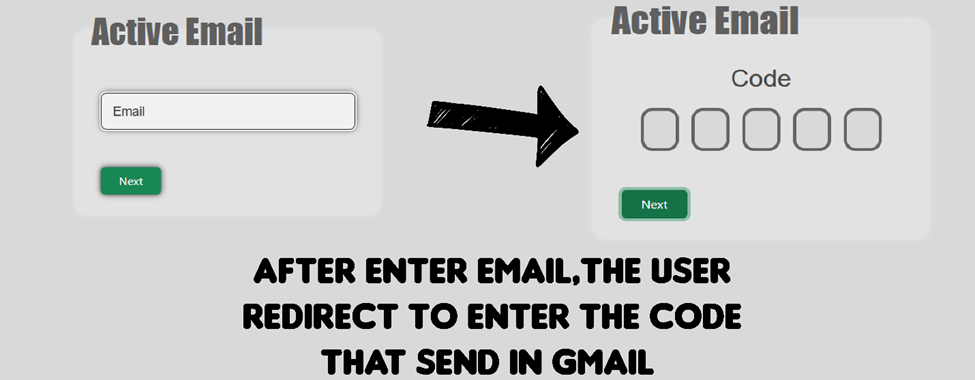 Active Email
Email
Next
Active Email
Code
Next
AFTER ENTER EMAIL,THE USER
REDIRECT TO ENTER THE CODE
THAT SEND IN GMAIL